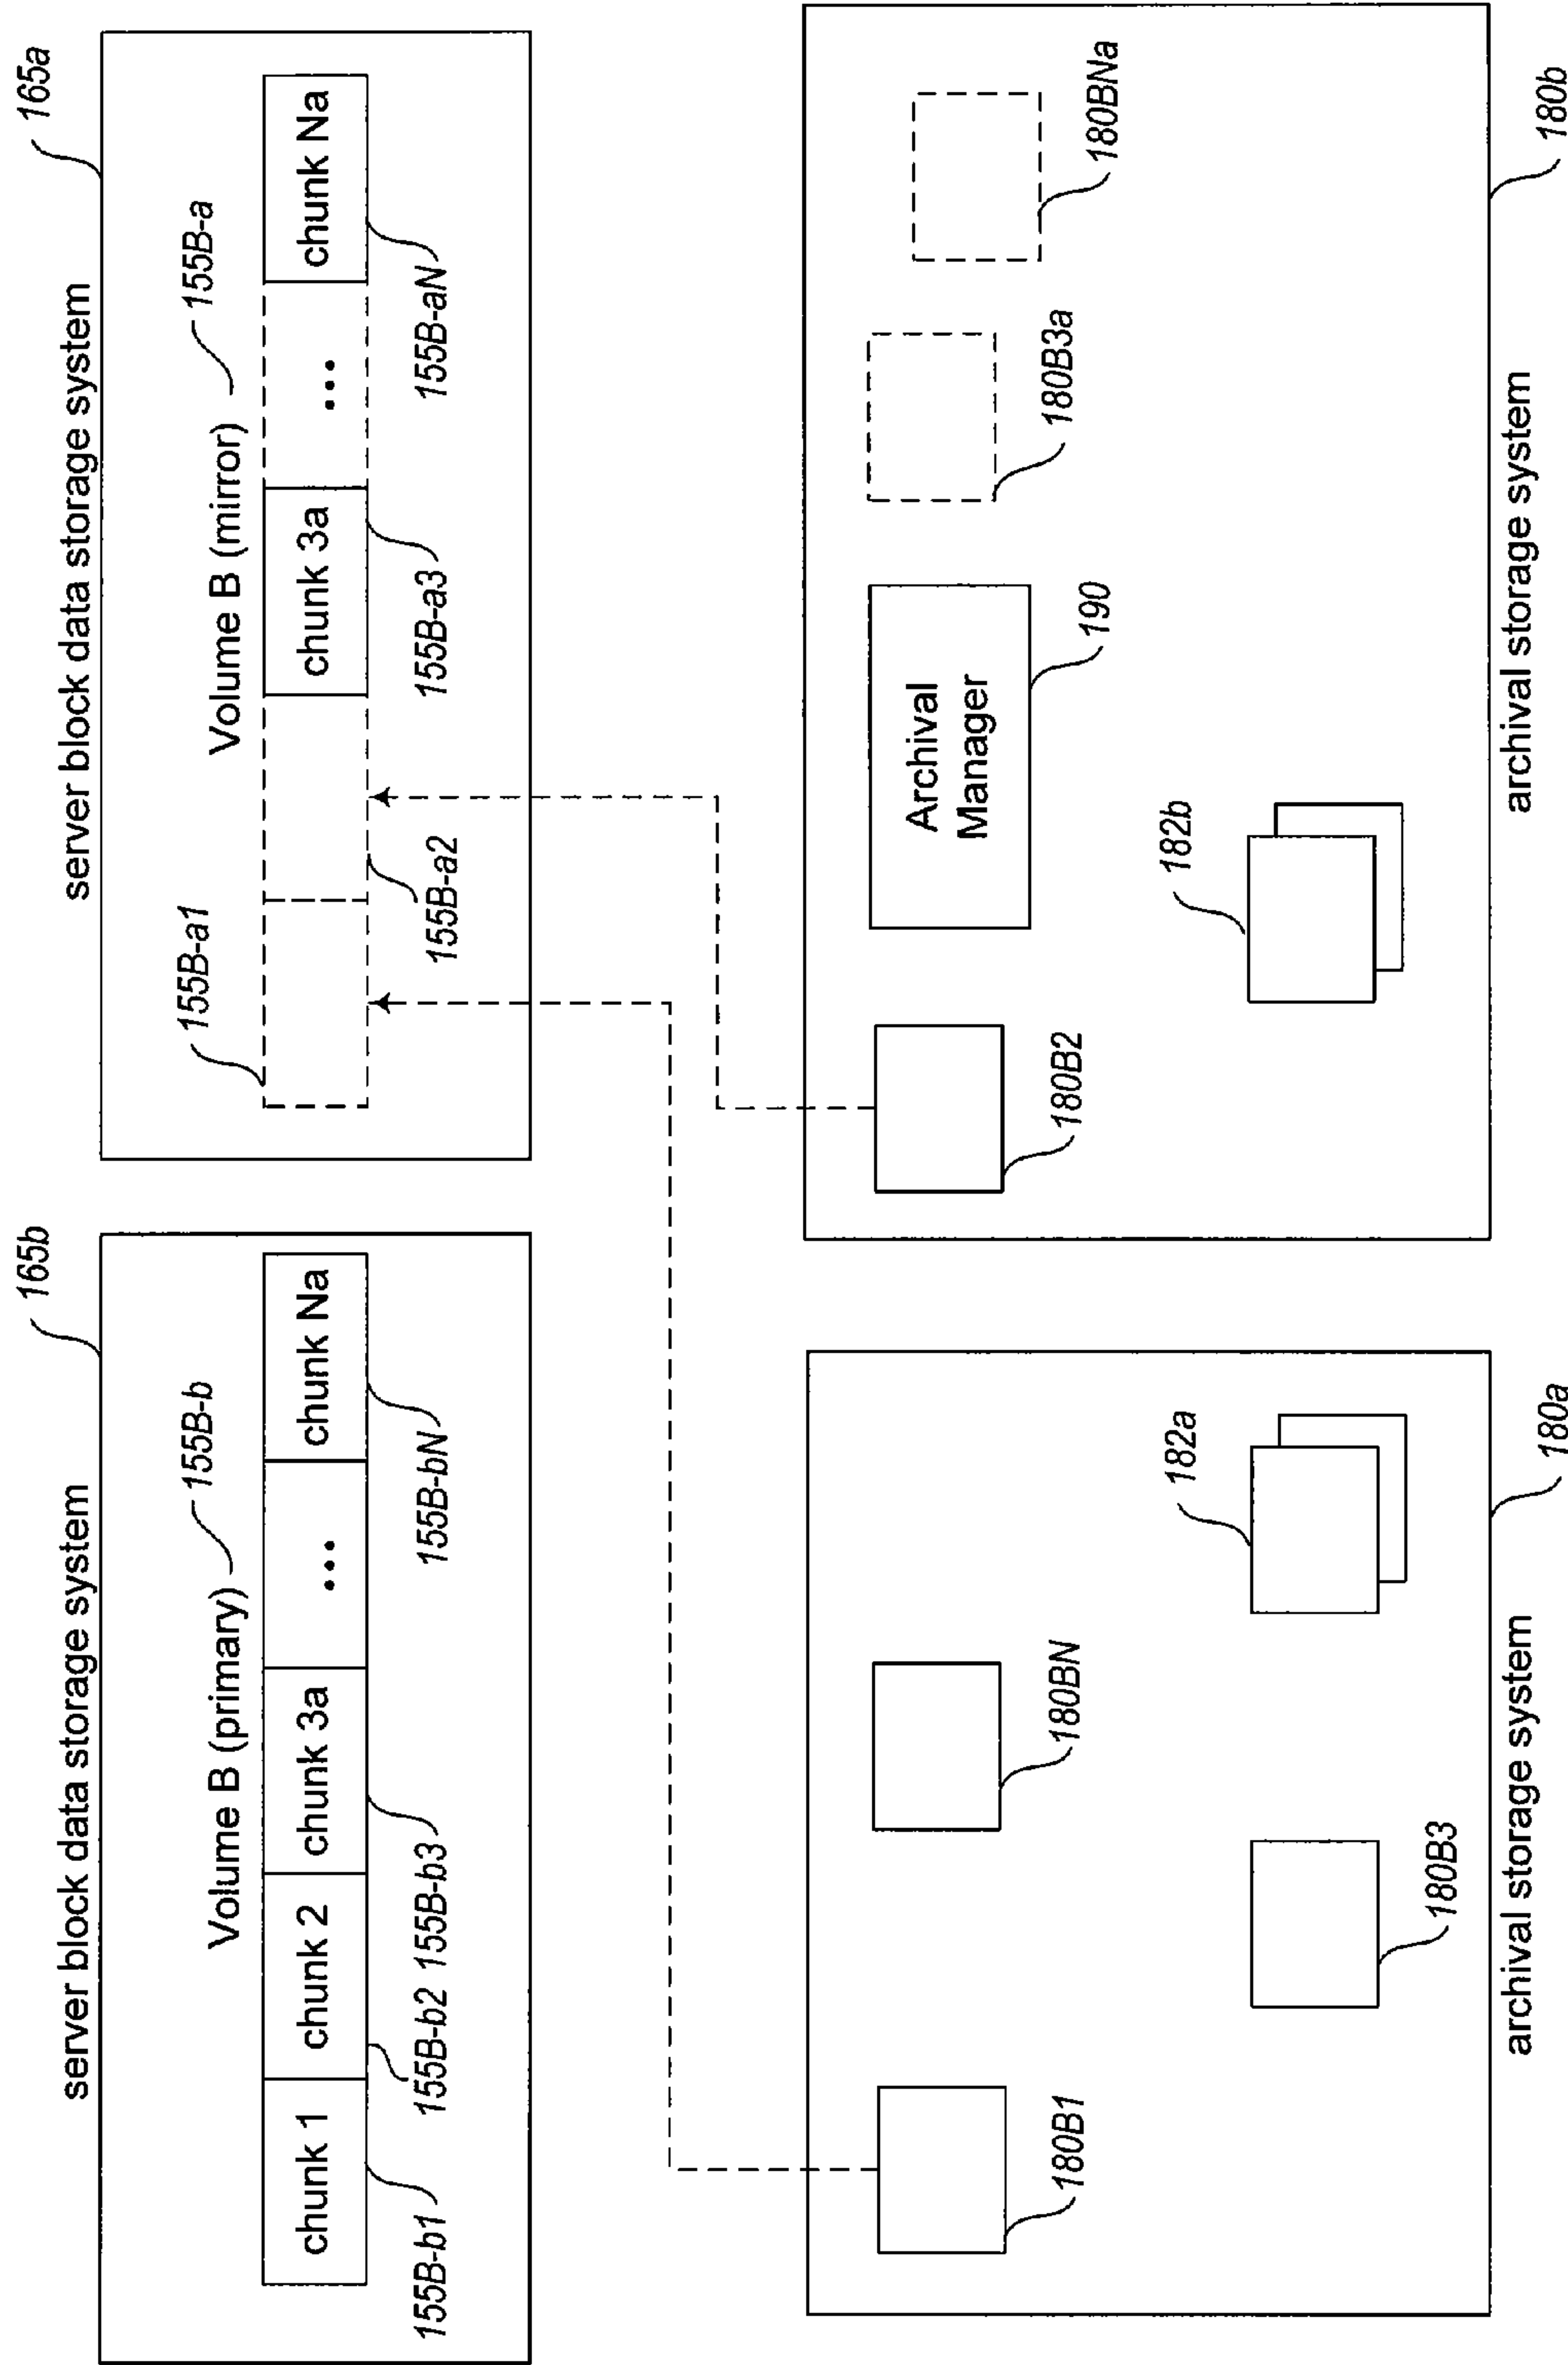 server block data storage system
165b
Volume B (primary)
155B-b
chunk 1
chunk 2
chunk 3a
...
chunk Na
155B-b1
155B-b2
155B-b3
155B-bN
server block data storage system
165a
Volume B (mirror)
155B-a
155B-a1
chunk 3a
...
chunk Na
155B-a2
155B-a3
155B-aN
180B1
180BN
180B3
182a
archival storage system
180a
180B2
Archival
Manager
190
180B3a
180BNa
182b
archival storage system
180b